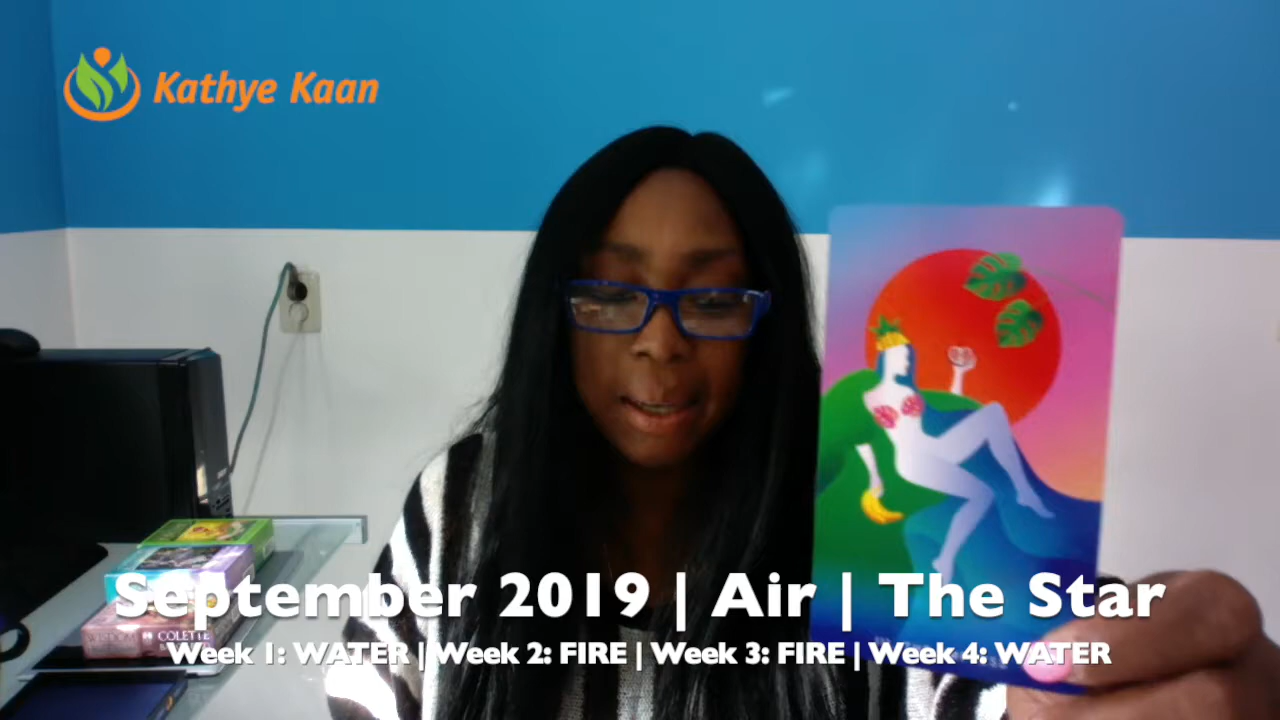 Kathye Kaan
September 2019 | Air | The Star
COLETTE
Week 1: WATER | Week 2: FIRE | Week 3: FIRE | Week 4: WATER